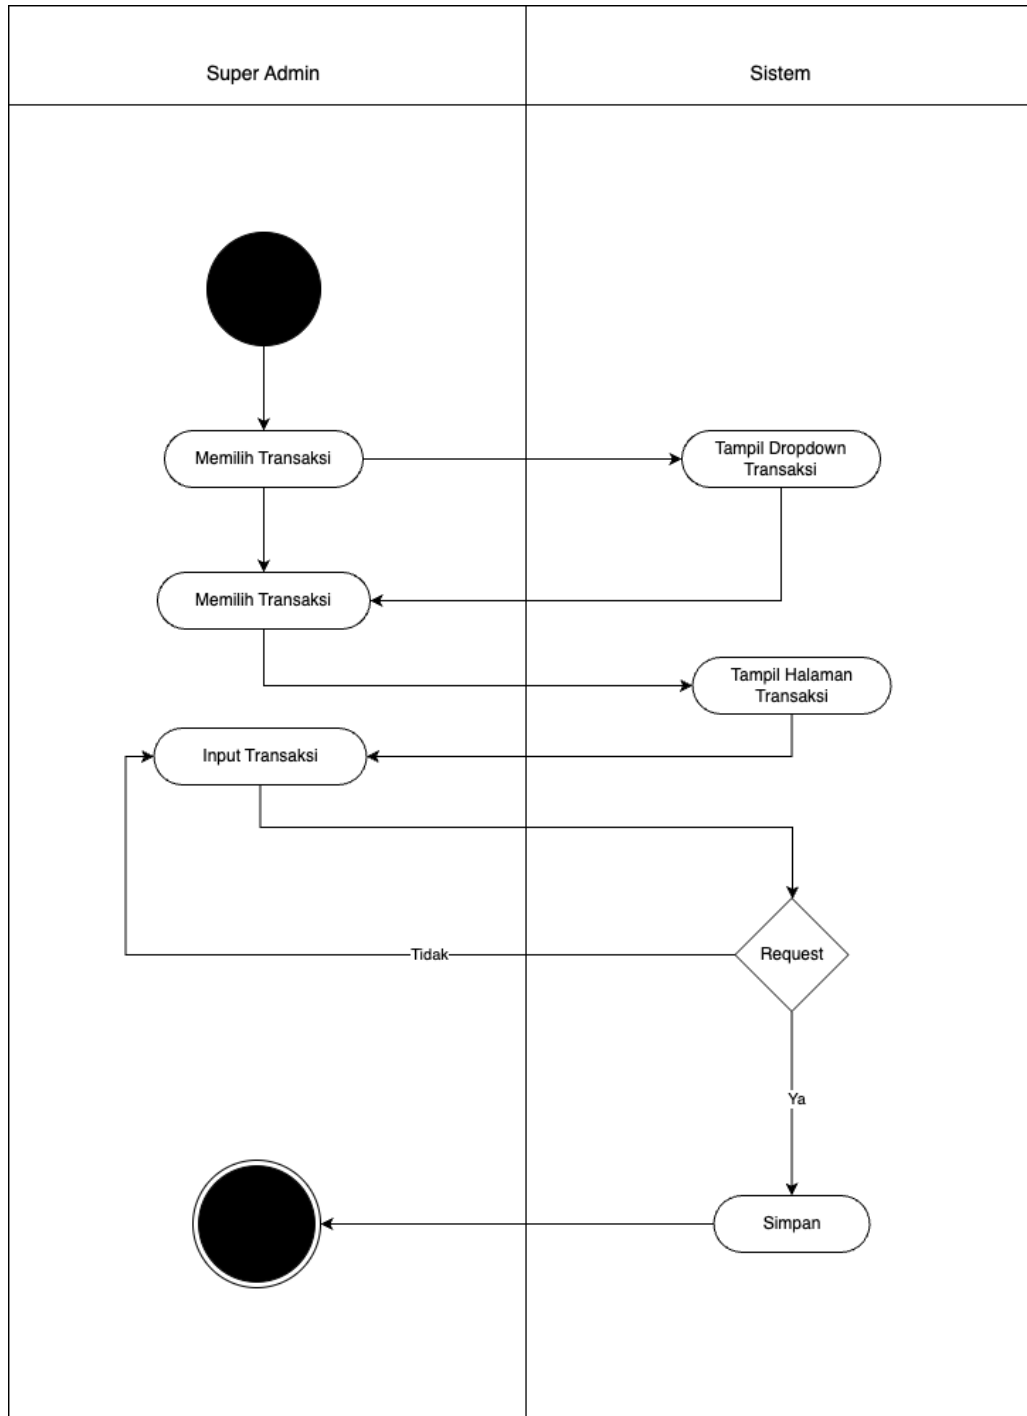 Super Admin
Sistem
Memilih Transaksi
Tampil Dropdown
Transaksi
Memilih Transaksi
Tampil Halaman
Transaksi
Input Transaksi
Tidak
Request
Ya
Simpan